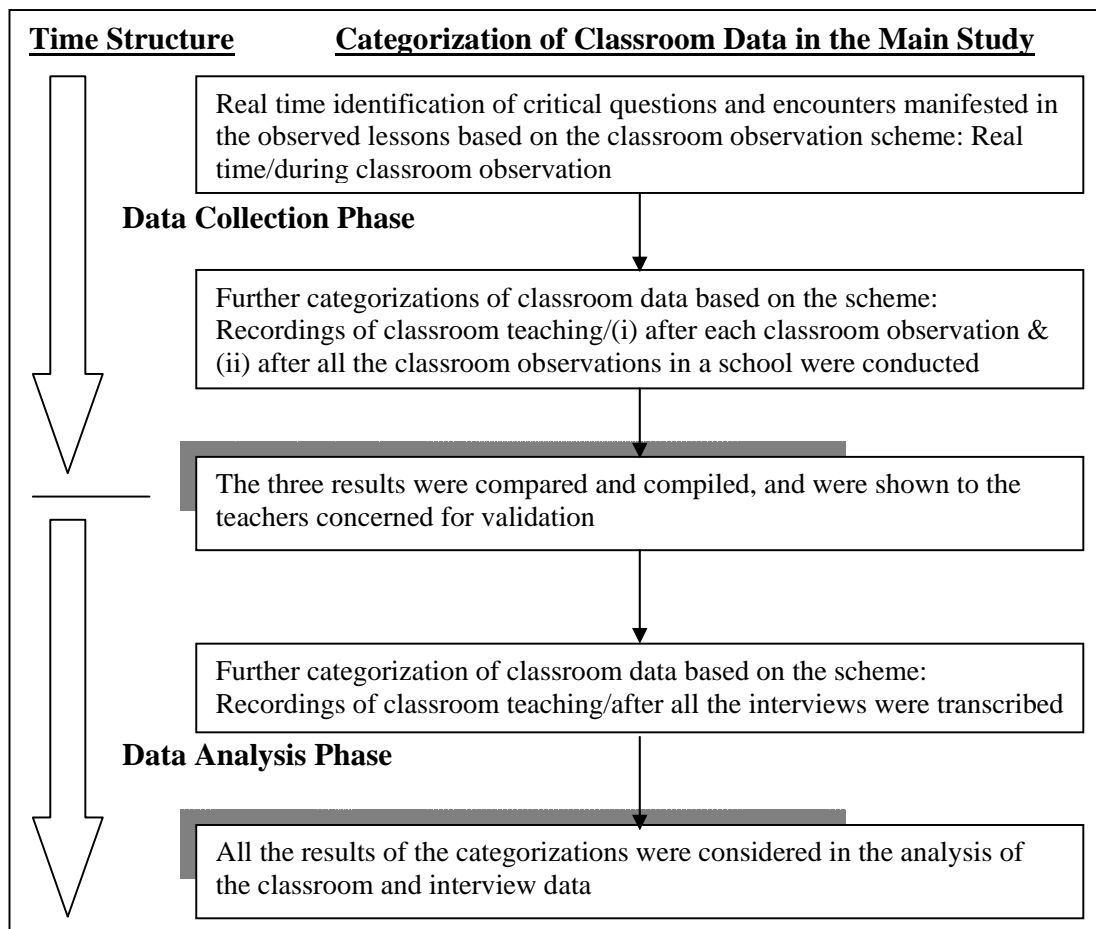 Time Structure
Categorization of Classroom Data in the Main Study
Real time identification of critical questions and encounters manifested in
the observed lessons based on the classroom observation scheme: Real
time/during classroom observation
Data Collection Phase
Further categorizations of classroom data based on the scheme:
Recordings of classroom teaching/(i) after each classroom observation &
(ii) after all the classroom observations in a school were conducted
The three results were compared and compiled, and were shown to the
teachers concerned for validation
Further categorization of classroom data based on the scheme:
Recordings of classroom teaching/after all the interviews were transcribed
Data Analysis Phase
All the results of the categorizations were considered in the analysis of
the classroom and interview data